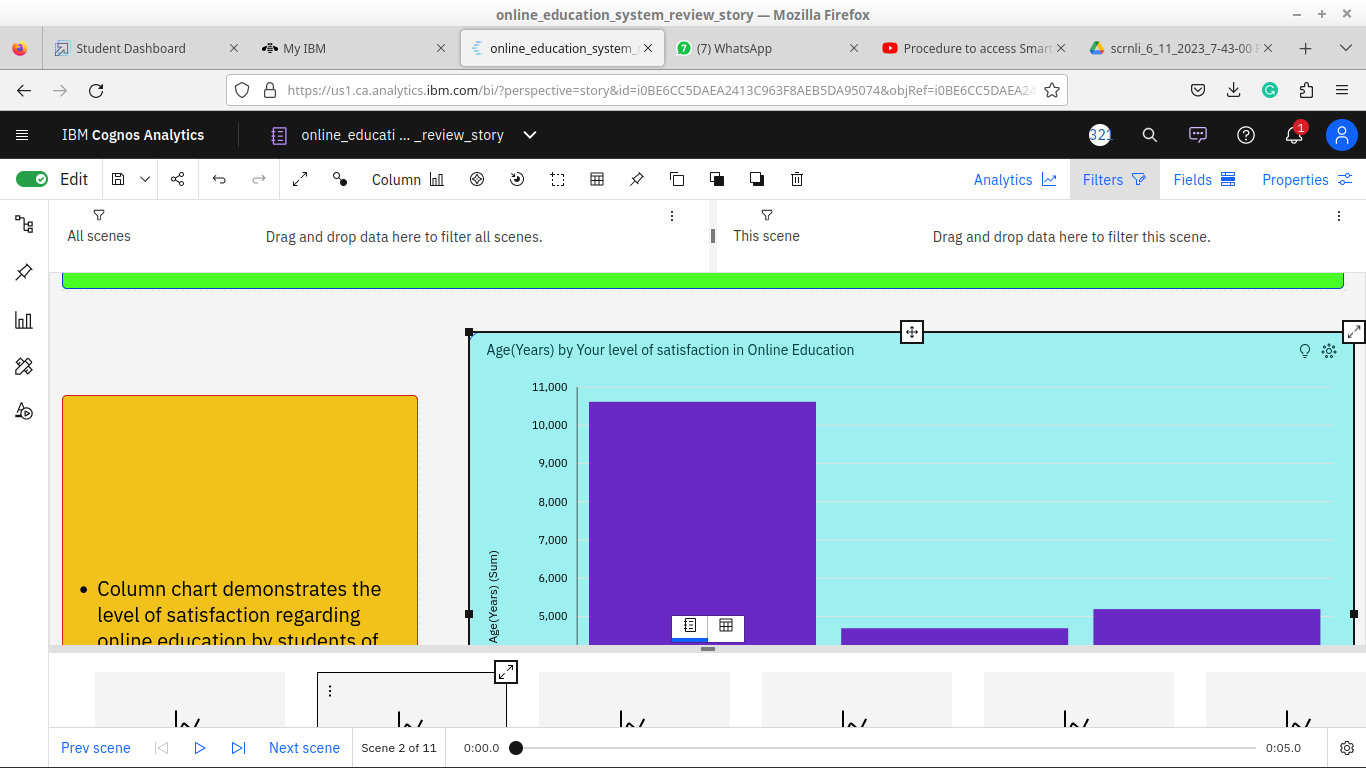 online_education_system_review_story — Mozilla Firefox
Student Dashboard
My IBM
online_education_system_
(7) WhatsApp
Procedure to access Smar
scrnli_6_11_2023_7-43-00
https://us1.ca.analytics.ibm.com/bi/?perspective=story&id=i0BE6CC5DAEA2413C963F8AEB5DA95074&objRef=i0BE6CC5DAEA24
IBM Cognos Analytics
online_educati ... _review_story
321
1
Edit
Column
Analytics
Filters
Fields
Properties
All scenes
Drag and drop data here to filter all scenes.
This scene
Drag and drop data here to filter this scene.
Age(Years) by Your level of satisfaction in Online Education
11,000
10,000
9,000
8,000
7,000
6,000
5,000
Age(Years) (Sum)
• Column chart demonstrates the
level of satisfaction regarding
online education by students of
Prev scene
Next scene
Scene 2 of 11
0:00.0
0:05.0